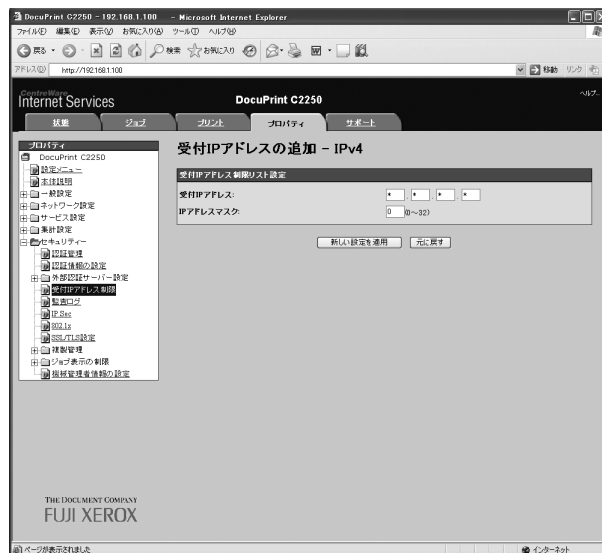 DocuPrint C2250 - 192.168.1.100 - Microsoft Internet Explorer
ファイル(F) 編集(E) 表示(V) お気に入り(A) ツール(T) ヘルプ(H)
戻る 検索 お気に入り
アドレス(D) http://192.168.1.100 移動 リンク
CentreWare
Internet Services
DocuPrint C2250
ヘルプ..
状態 ジョブ プリント プロパティ サポート
プロパティ
DocuPrint C2250
設定メニュー
本体説明
一般設定
ネットワーク設定
サービス設定
集計設定
セキュリティー
認証管理
認証情報の設定
外部認証サーバー設定
受付IPアドレス制限
監査ログ
IP Sec
802.1x
SSL/TLS設定
複製管理
ジョブ表示の制限
機械管理者情報の設定
受付IPアドレスの追加 - IPv4
受付IPアドレス制限リスト設定
受付IPアドレス: * . * . * . *
IPアドレスマスク: 0 (0~32)
新しい設定を適用 元に戻す
THE DOCUMENT COMPANY
FUJI XEROX
ページが表示されました
インターネット